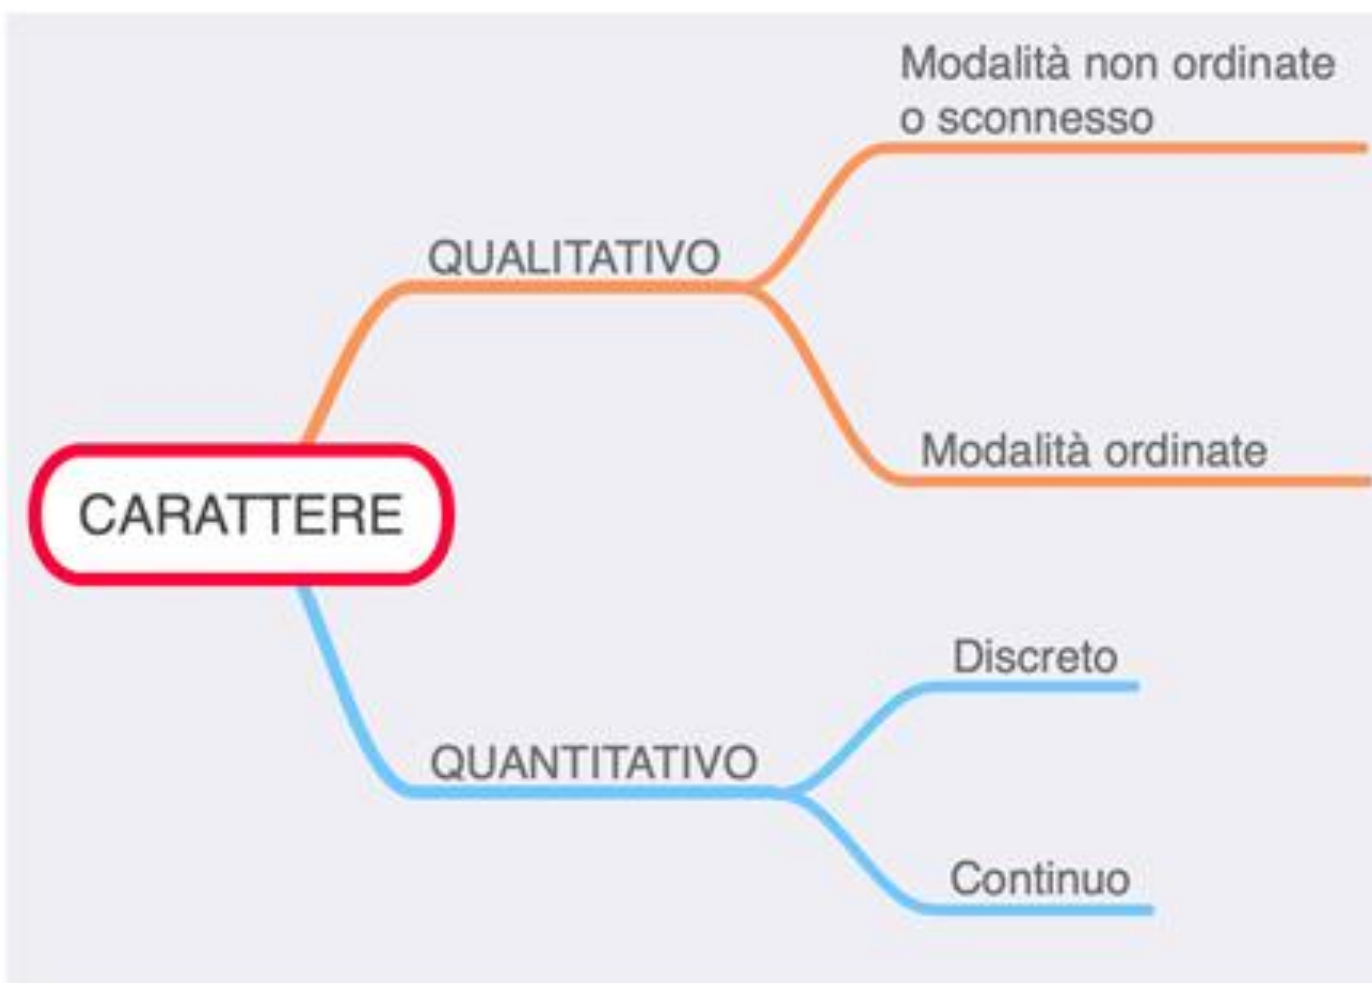 Modalità non ordinate
o sconnesso
QUALITATIVO
Modalità ordinate
CARATTERE
Discreto
QUANTITATIVO
Continuo